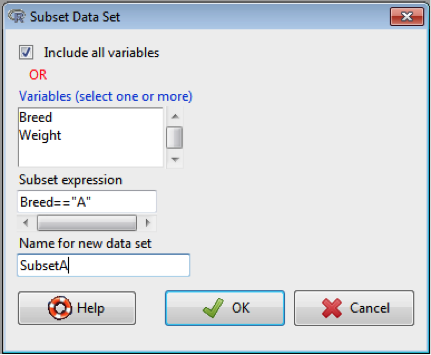 Subset Data Set
Include all variables
OR
Variables (select one or more)
Breed
Weight
Subset expression
Breed=="A"
Name for new data set
SubsetA
Help OK Cancel